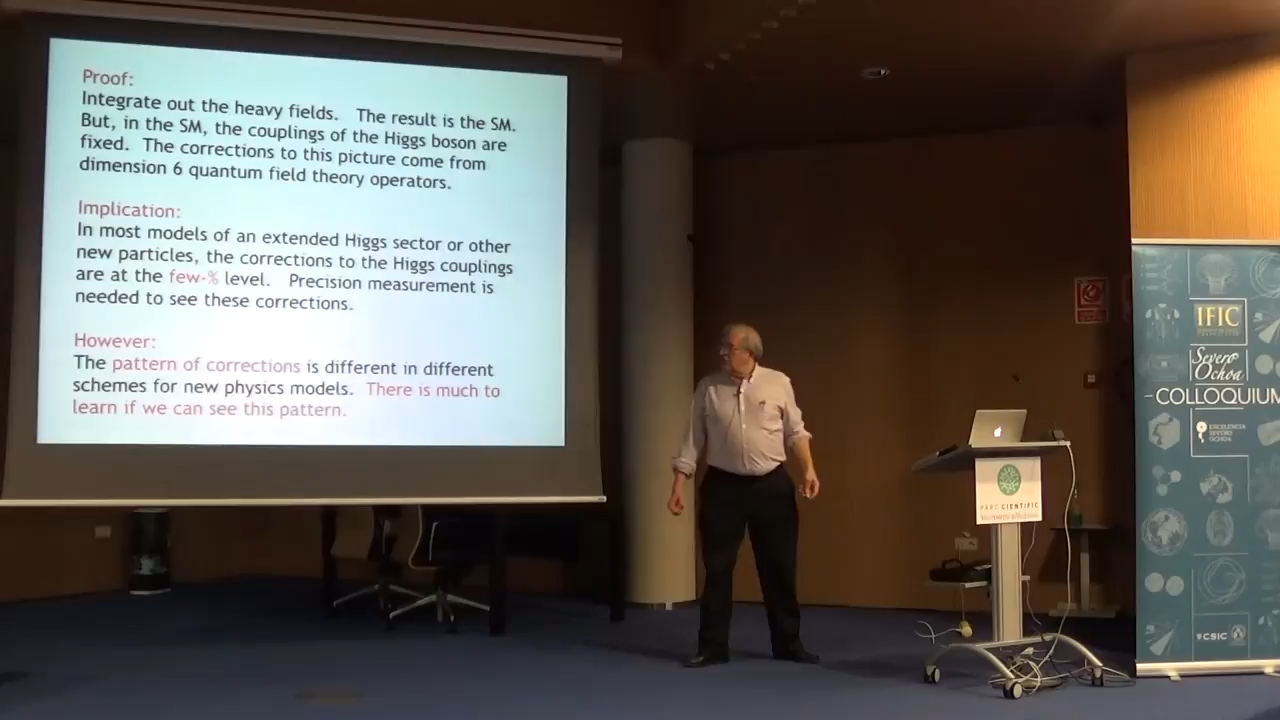 Proof:
Integrate out the heavy fields. The result is the SM.
But, in the SM, the couplings of the Higgs boson are
fixed. The corrections to this picture come from
dimension 6 quantum field theory operators.
Implication:
In most models of an extended Higgs sector or other
new particles, the corrections to the Higgs couplings
are at the few-% level. Precision measurement is
needed to see these corrections.
However:
The pattern of corrections is different in different
schemes for new physics models. There is much to
learn if we can see this pattern.
IFIC
Severo
Ochoa
COLLOQUIUM
EXCELENCIA
SEVERO
OCHOA
CSIC
PARC CIENTÍFIC